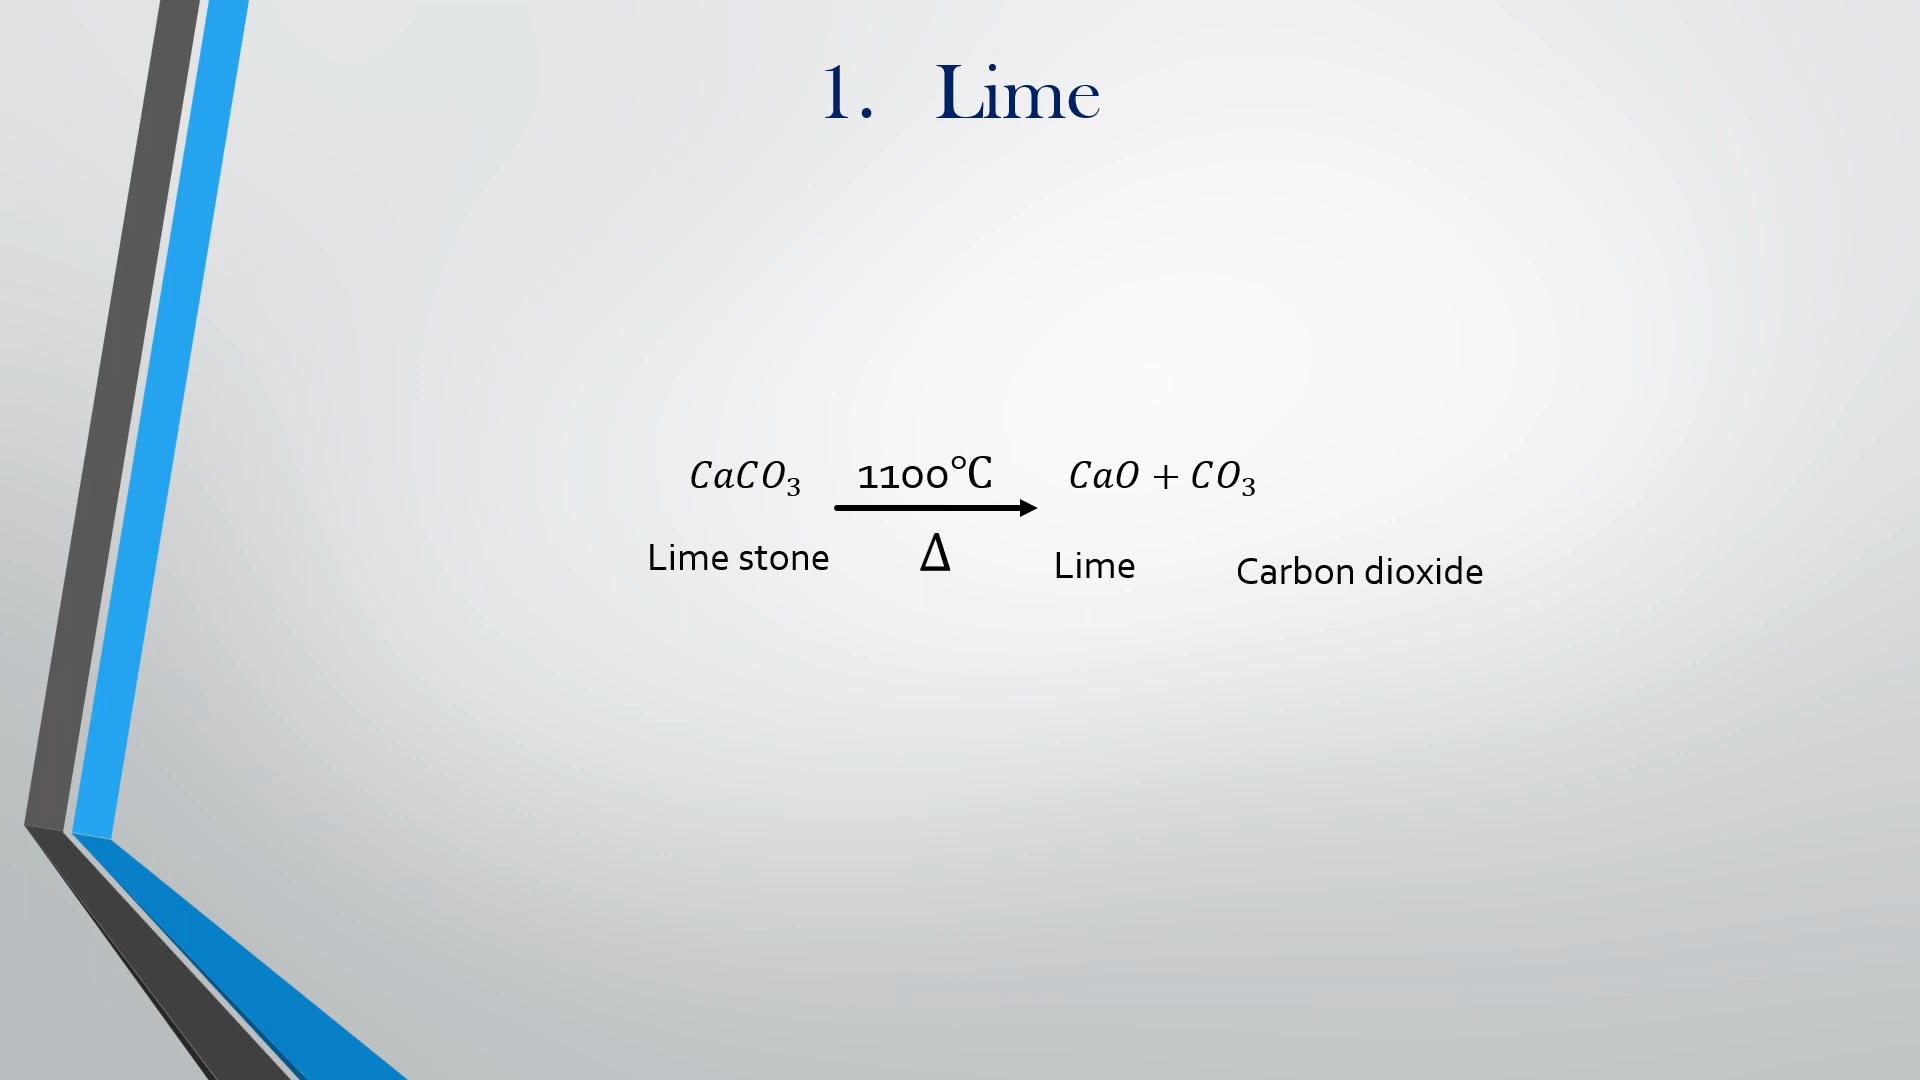 1. Lime
CaCO₃ 1100°C CaO + CO₃
Δ
Lime stone Lime Carbon dioxide